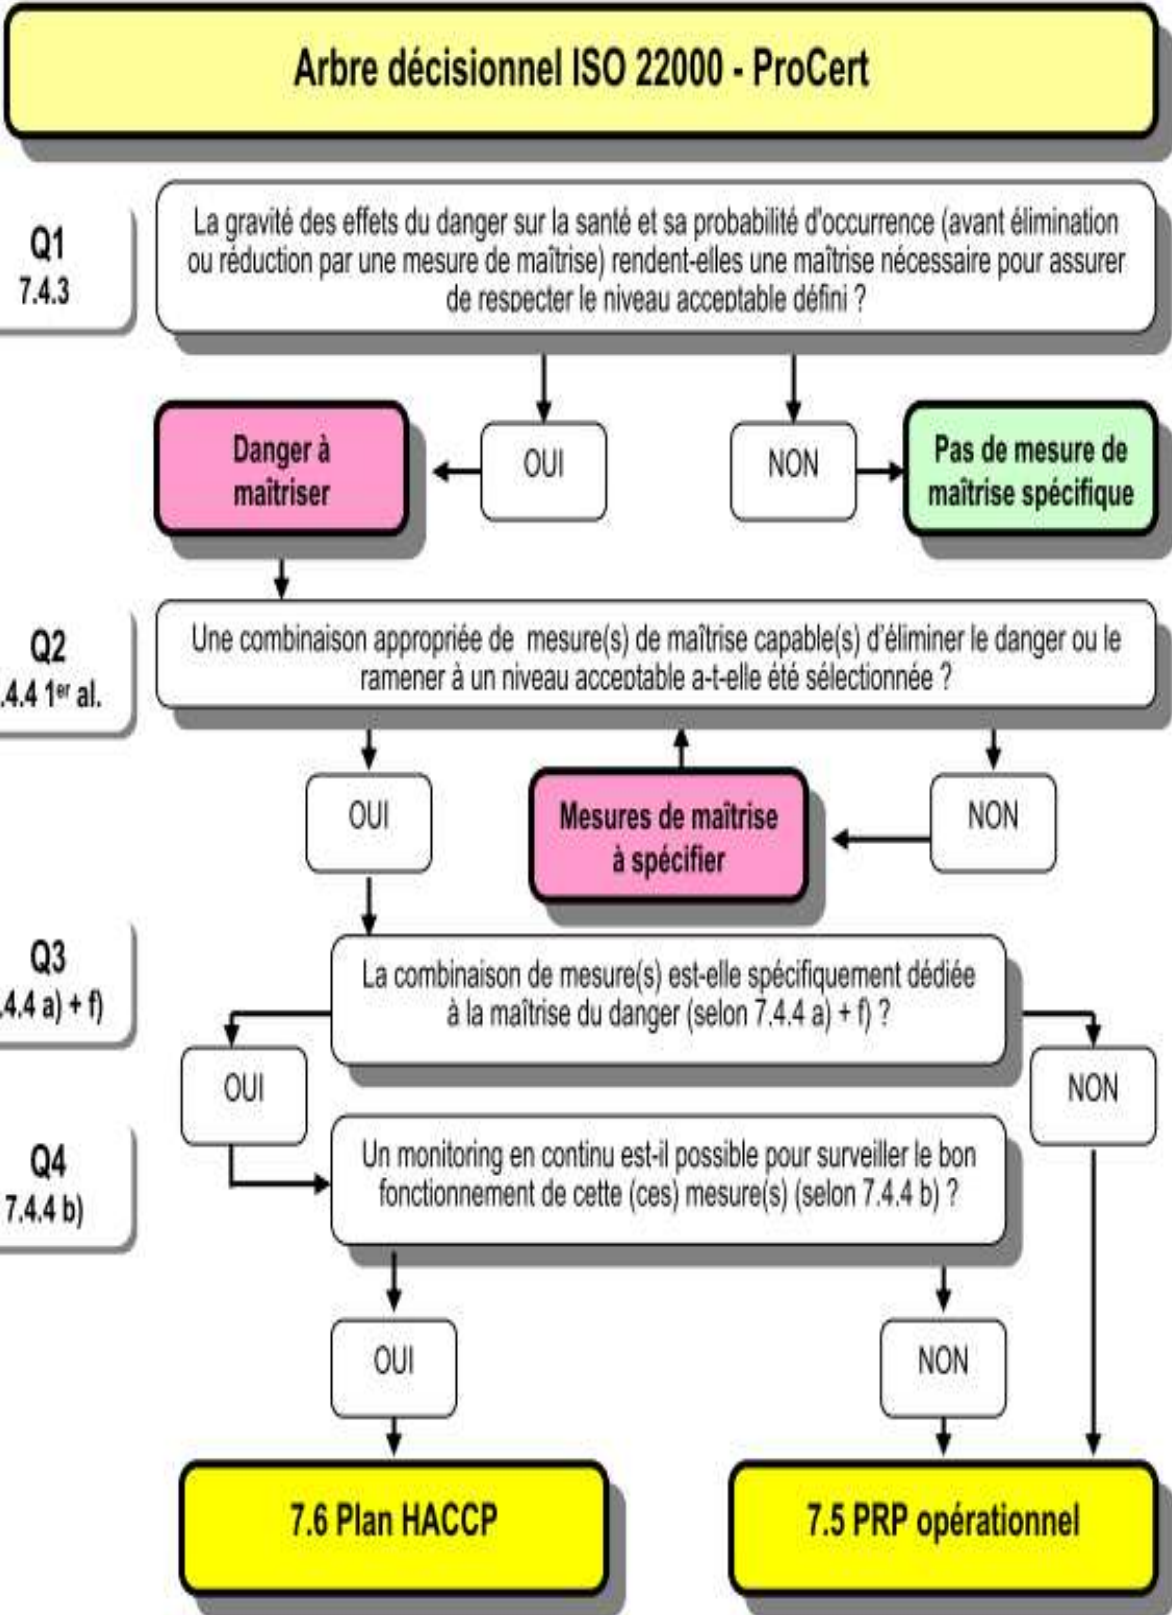 Arbre décisionnel ISO 22000 - ProCert
Q1
7.4.3
La gravité des effets du danger sur la santé et sa probabilité d'occurrence (avant élimination
ou réduction par une mesure de maîtrise) rendent-elles une maîtrise nécessaire pour assurer
de respecter le niveau acceptable défini ?
Danger à
maîtriser
OUI
NON
Pas de mesure de
maîtrise spécifique
Q2
.4.4 1er al.
Une combinaison appropriée de mesure(s) de maîtrise capable(s) d'éliminer le danger ou le
ramener à un niveau acceptable a-t-elle été sélectionnée ?
OUI
Mesures de maîtrise
à spécifier
NON
Q3
.4.4 a) + f)
La combinaison de mesure(s) est-elle spécifiquement dédiée
à la maîtrise du danger (selon 7.4.4 a) + f) ?
OUI
NON
Q4
7.4.4 b)
Un monitoring en continu est-il possible pour surveiller le bon
fonctionnement de cette (ces) mesure(s) (selon 7.4.4 b) ?
OUI
NON
7.6 Plan HACCP
7.5 PRP opérationnel